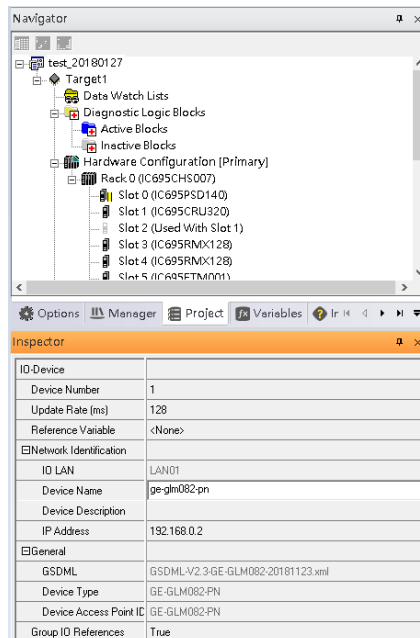 Navigator
test_20180127
Target1
Data Watch Lists
Diagnostic Logic Blocks
Active Blocks
Inactive Blocks
Hardware Configuration [Primary]
Rack 0 (IC695CHS007)
Slot 0 (IC695PSD140)
Slot 1 (IC695CRU320)
Slot 2 (Used With Slot 1)
Slot 3 (IC695RMX128)
Slot 4 (IC695RMX128)
Slot 5 (IC695ETM001)
Options Manager Project Variables Ir
Inspector
IO-Device
Device Number 1
Update Rate (ms) 128
Reference Variable <None>
Network Identification
IO LAN LAN01
Device Name ge-glm082-pn
Device Description
IP Address 192.168.0.2
General
GSDML GSDML-V2.3-GE-GLM082-20181123.xml
Device Type GE-GLM082-PN
Device Access Point ID GE-GLM082-PN
Group IO References True